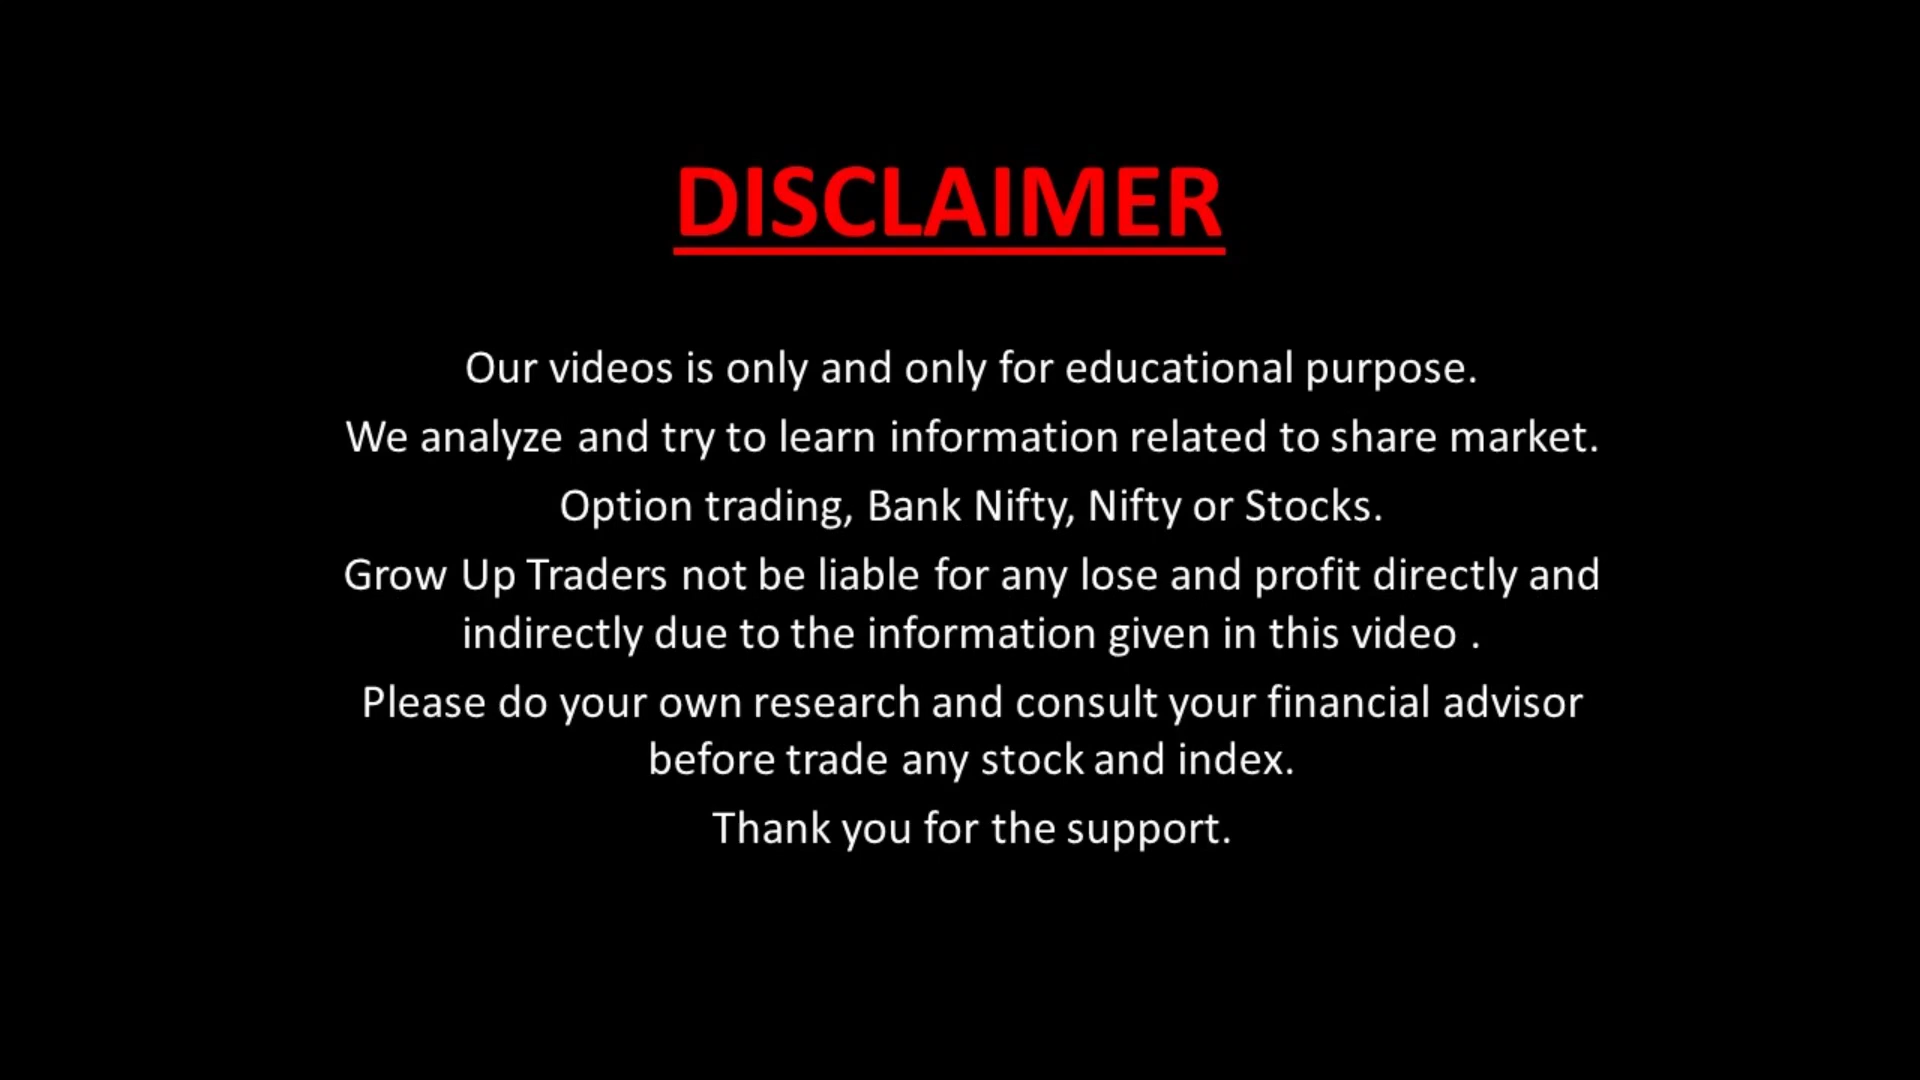 DISCLAIMER
Our videos is only and only for educational purpose.
We analyze and try to learn information related to share market.
Option trading, Bank Nifty, Nifty or Stocks.
Grow Up Traders not be liable for any lose and profit directly and
indirectly due to the information given in this video .
Please do your own research and consult your financial advisor
before trade any stock and index.
Thank you for the support.